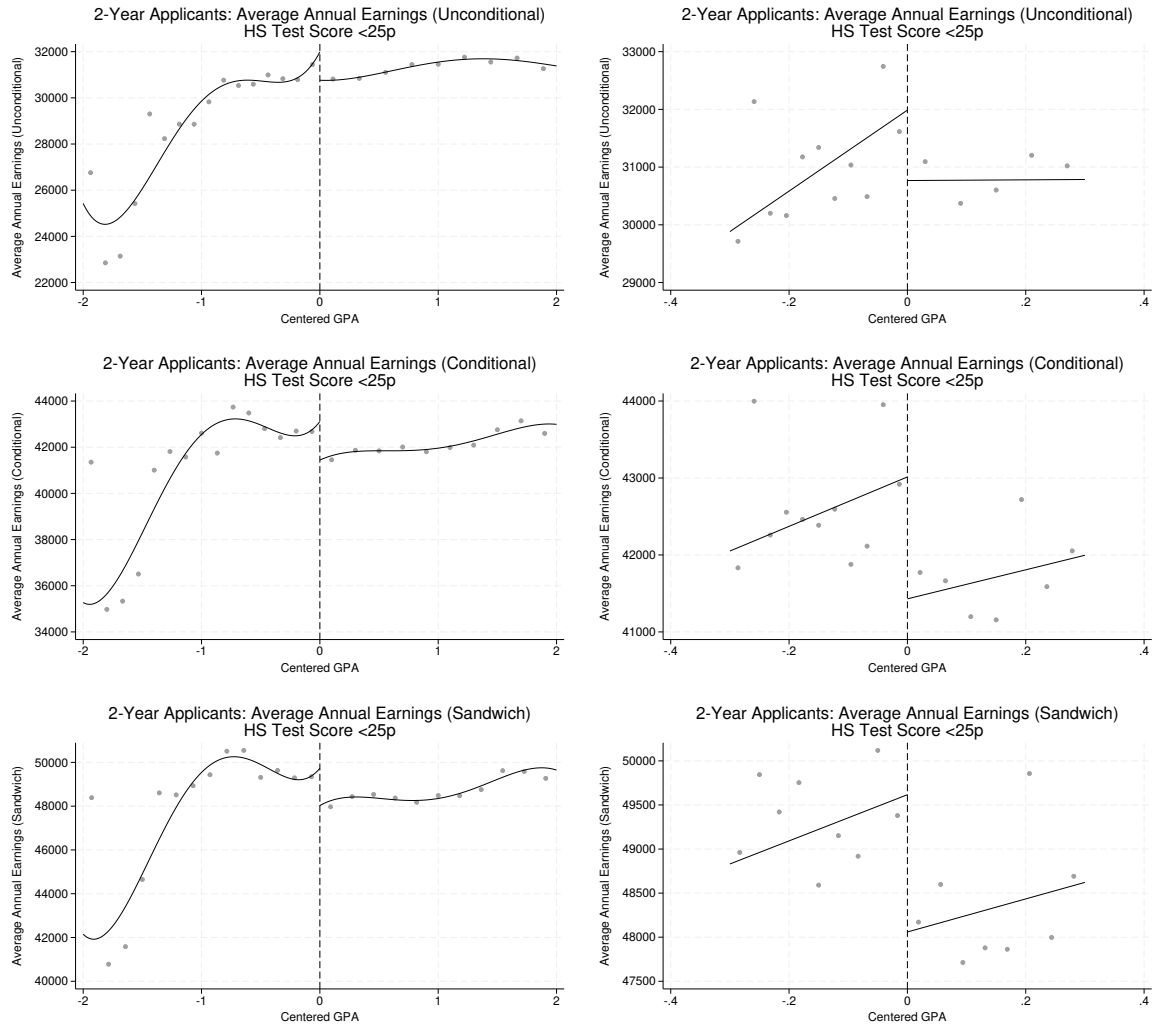 2-Year Applicants: Average Annual Earnings (Unconditional)
HS Test Score <25p
Average Annual Earnings (Unconditional)
32000
30000
28000
26000
24000
22000
-2
-1
0
1
2
Centered GPA
2-Year Applicants: Average Annual Earnings (Unconditional)
HS Test Score <25p
Average Annual Earnings (Unconditional)
33000
32000
31000
30000
29000
-.4
-.2
0
.2
.4
Centered GPA
2-Year Applicants: Average Annual Earnings (Conditional)
HS Test Score <25p
Average Annual Earnings (Conditional)
44000
42000
40000
38000
36000
34000
-2
-1
0
1
2
Centered GPA
2-Year Applicants: Average Annual Earnings (Conditional)
HS Test Score <25p
Average Annual Earnings (Conditional)
44000
43000
42000
41000
-.4
-.2
0
.2
.4
Centered GPA
2-Year Applicants: Average Annual Earnings (Sandwich)
HS Test Score <25p
Average Annual Earnings (Sandwich)
50000
48000
46000
44000
42000
40000
-2
-1
0
1
2
Centered GPA
2-Year Applicants: Average Annual Earnings (Sandwich)
HS Test Score <25p
Average Annual Earnings (Sandwich)
50000
49500
49000
48500
48000
47500
-.4
-.2
0
.2
.4
Centered GPA